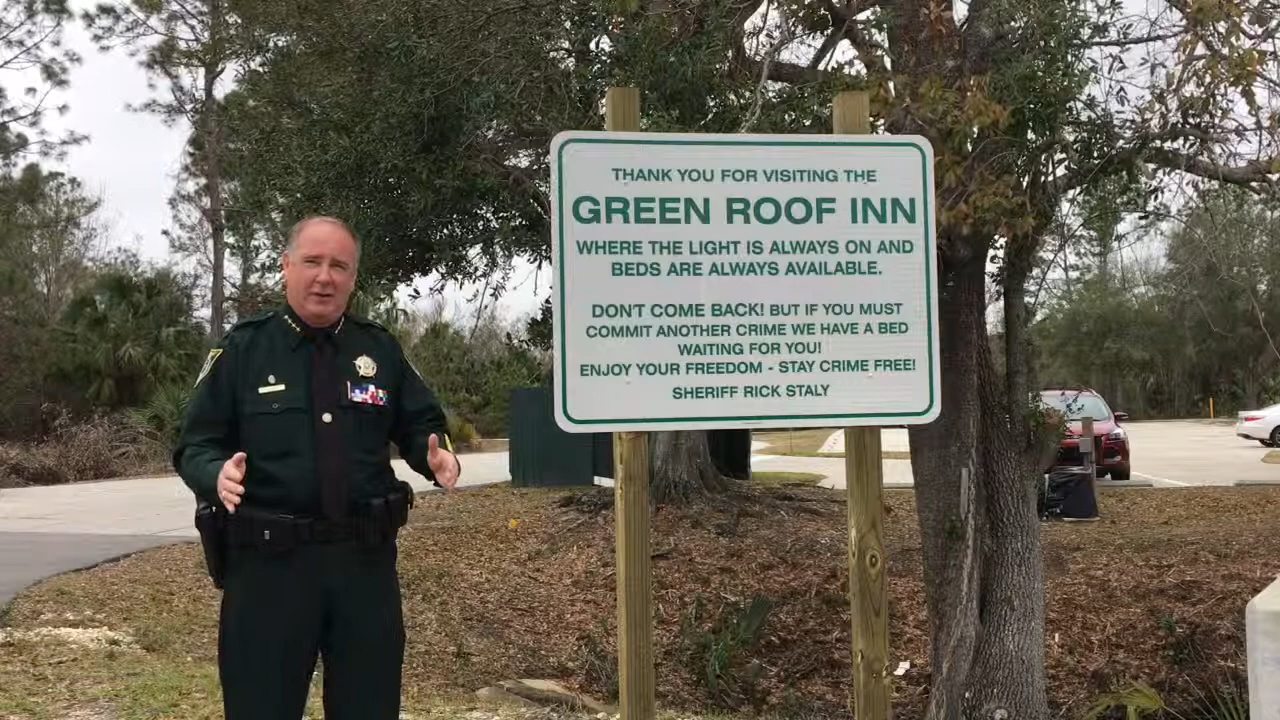 THANK YOU FOR VISITING THE
GREEN ROOF INN
WHERE THE LIGHT IS ALWAYS ON AND
BEDS ARE ALWAYS AVAILABLE.
DON'T COME BACK! BUT IF YOU MUST
COMMIT ANOTHER CRIME WE HAVE A BED
WAITING FOR YOU!
ENJOY YOUR FREEDOM - STAY CRIME FREE!
SHERIFF RICK STALY